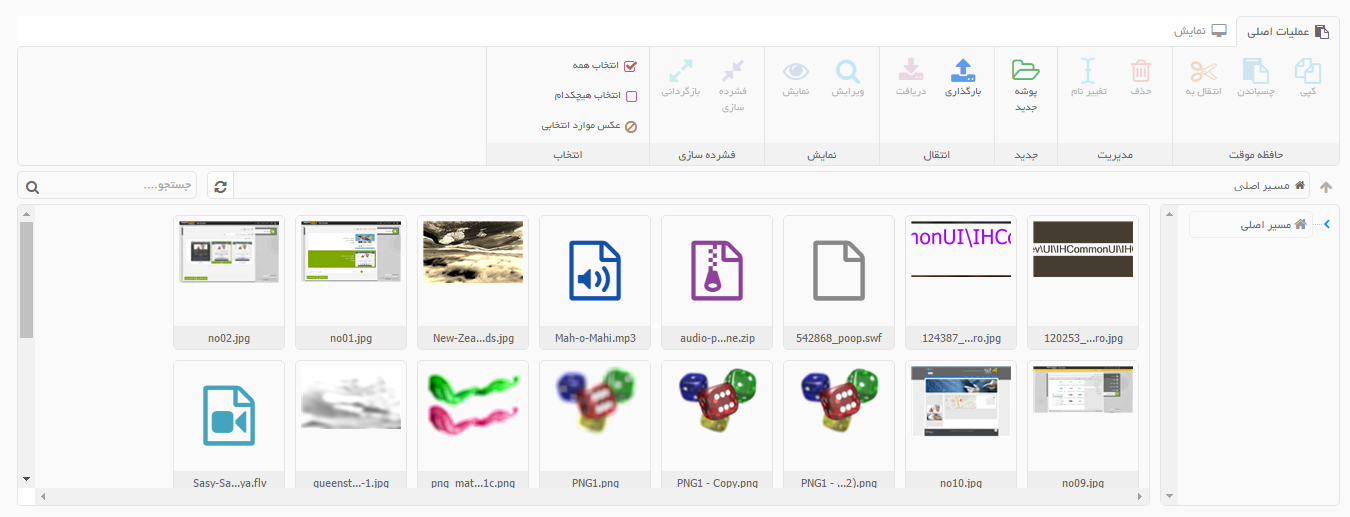 عملیات اصلی
نمایش
کپی
چسباندن
انتقال به
حافظه موقت
حذف
تغییر نام
مدیریت
پوشه
جدید
جدید
بارگذاری
دریافت
انتقال
ویرایش
نمایش
نمایش
فشرده
سازی
بازگردانی
فشرده سازی
انتخاب همه
انتخاب هیچکدام
عکس موارد انتخابی
انتخاب
مسیر اصلی
جستجو....
مسیر اصلی
monUI\IHCo
ev\UI\IHCommonUI\IHC
120253_...ro.jpg
124387_...ro.jpg
542868_poop.swf
audio-p...ne.zip
Mah-o-Mahi.mp3
New-Zea...ds.jpg
no01.jpg
no02.jpg
no09.jpg
no10.jpg
PNG1 - ...2).png
PNG1 - Copy.png
PNG1.png
png_mat...1c.png
queenst...-1.jpg
Sasy-Sa...ya.flv